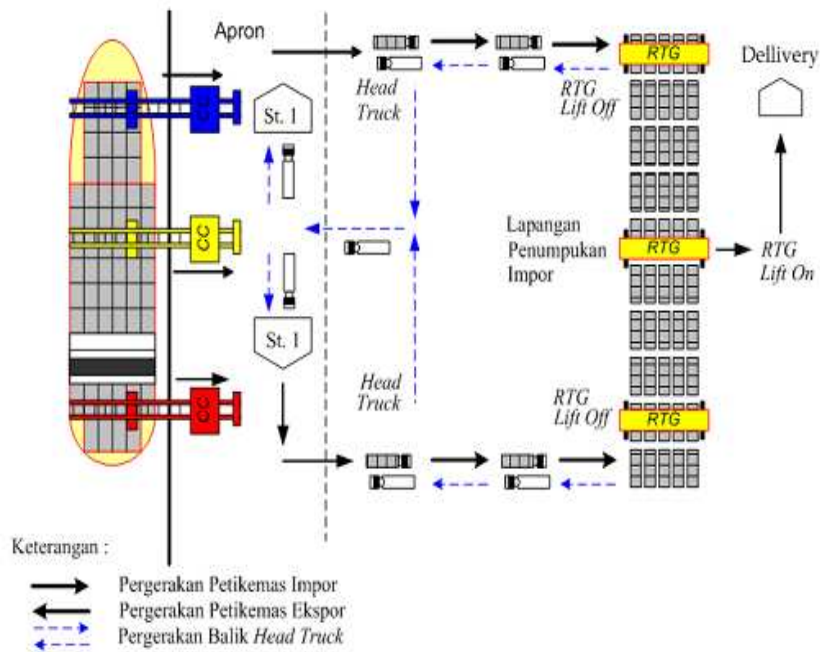 Apron
RTG
Dellivery
CC
St. 1
Head
Truck
RTG
Lift Off
CC
Lapangan
Penumpukan
Impor
RTG
RTG
Lift On
St. 1
CC
Head
Truck
RTG
Lift Off
RTG
Keterangan :
Pergerakan Petikemas Impor
Pergerakan Petikemas Ekspor
Pergerakan Balik Head Truck